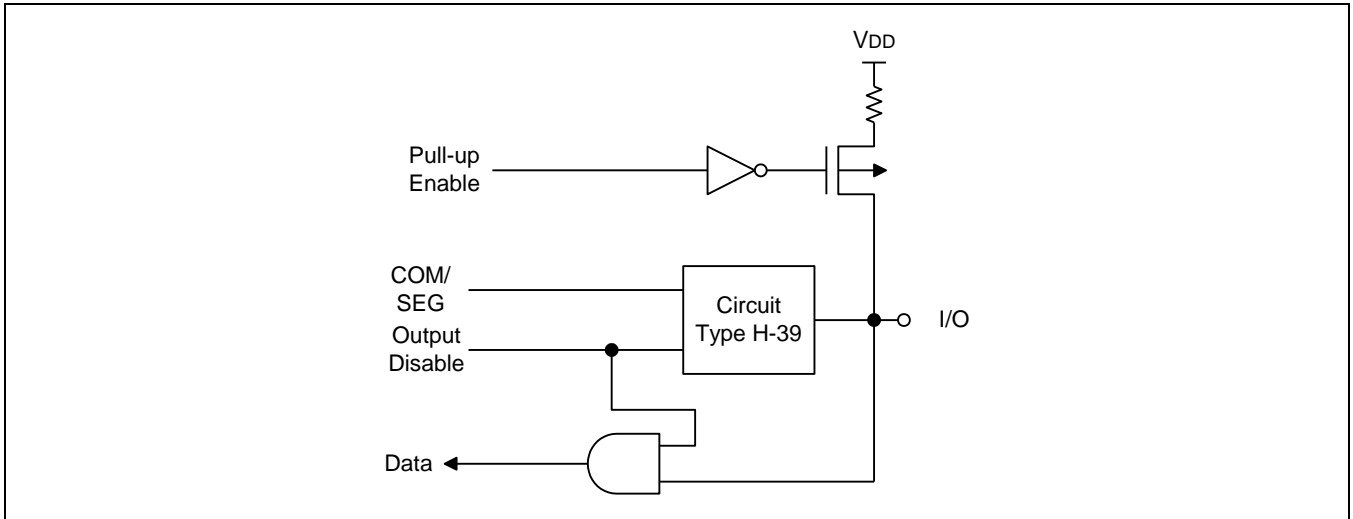 VDD
Pull-up
Enable
COM/
SEG
Circuit
Type H-39
I/O
Output
Disable
Data